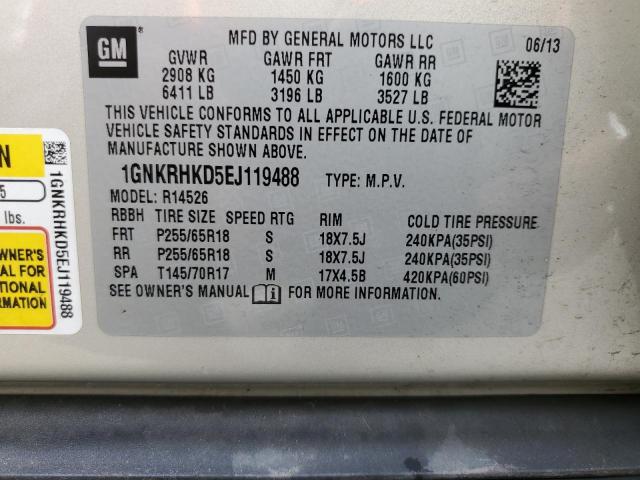 GM
MFD BY GENERAL MOTORS LLC
06/13
GVWR GAWR FRT GAWR RR
2908 KG 1450 KG 1600 KG
6411 LB 3196 LB 3527 LB
THIS VEHICLE CONFORMS TO ALL APPLICABLE U.S. FEDERAL MOTOR
VEHICLE SAFETY STANDARDS IN EFFECT ON THE DATE OF
MANUFACTURE SHOWN ABOVE.
1GNKRHKD5EJ119488 TYPE: M.P.V.
MODEL: R14526
RBBH TIRE SIZE SPEED RTG RIM COLD TIRE PRESSURE
FRT P255/65R18 S 18X7.5J 240KPA(35PSI)
RR P255/65R18 S 18X7.5J 240KPA(35PSI)
SPA T145/70R17 M 17X4.5B 420KPA(60PSI)
SEE OWNER'S MANUAL i FOR MORE INFORMATION.
N
5
lbs.
OWNER'S
AL FOR
TIONAL
RMATION
1GNKRHKD5EJ119488